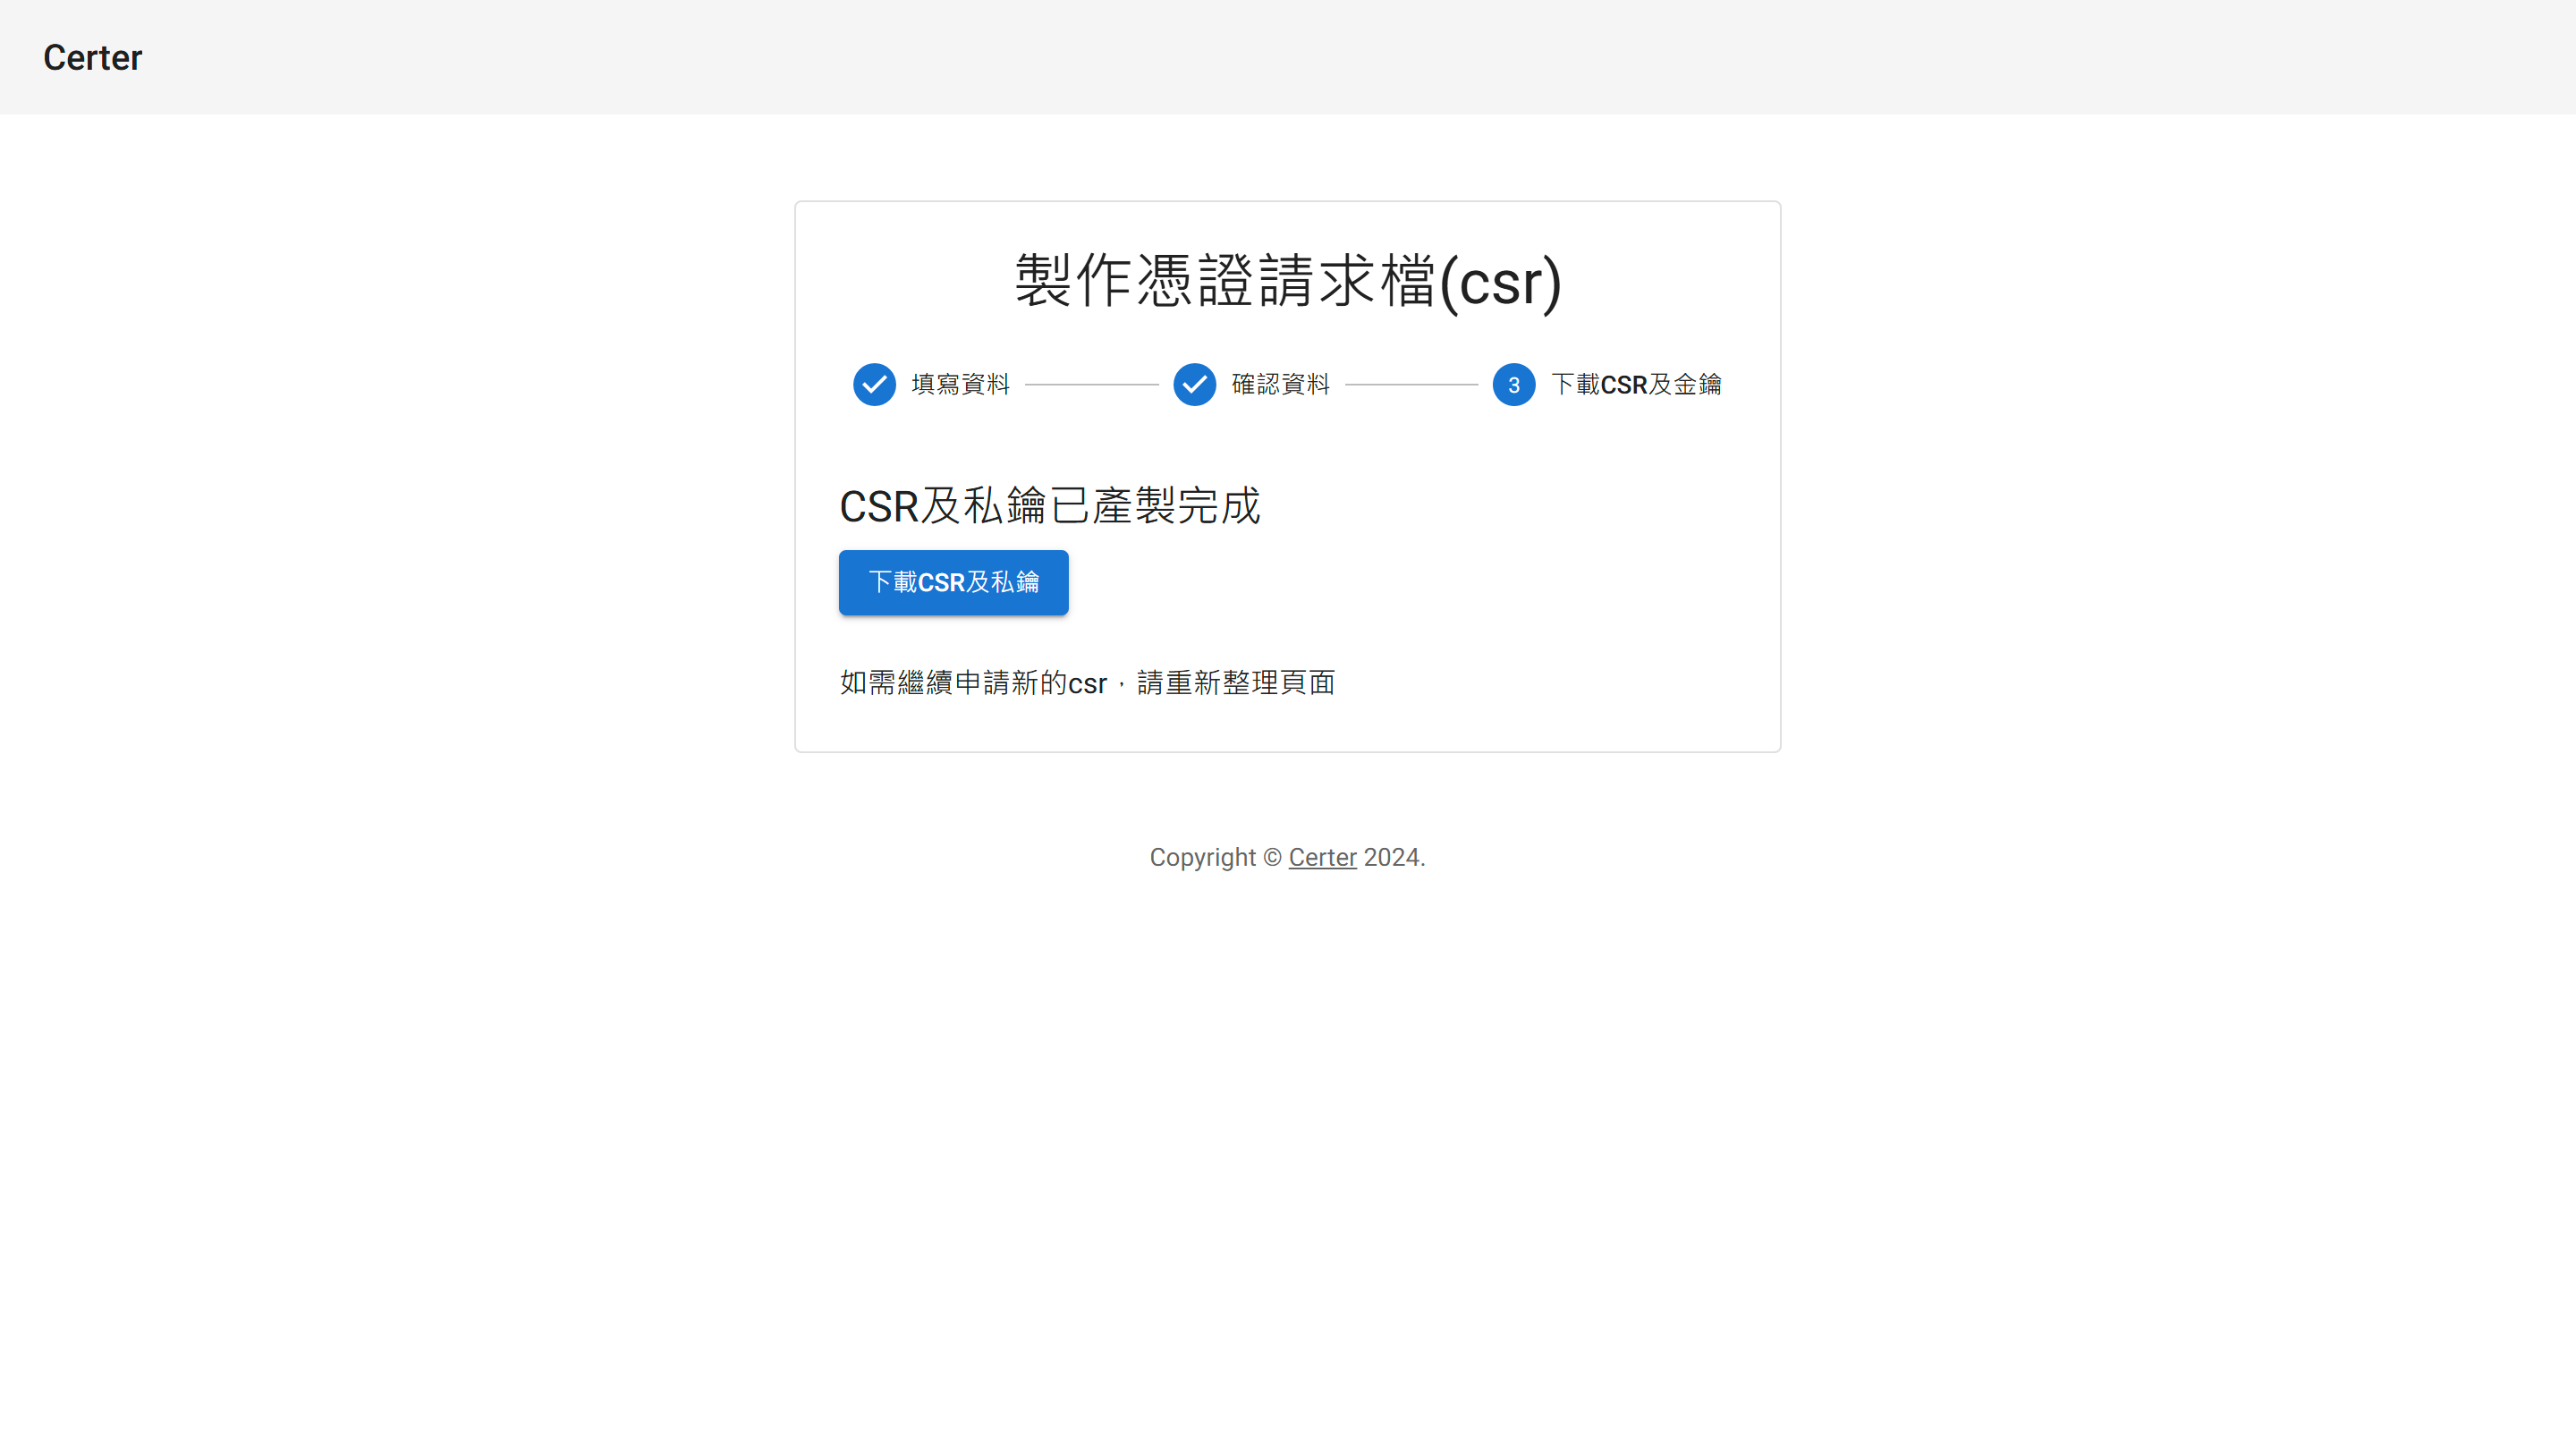 Certer
製作憑證請求檔(csr)
填寫資料
確認資料
3 下載CSR及金鑰
CSR及私鑰已產製完成
下載CSR及私鑰
如需繼續申請新的csr，請重新整理頁面
Copyright © Certer 2024.